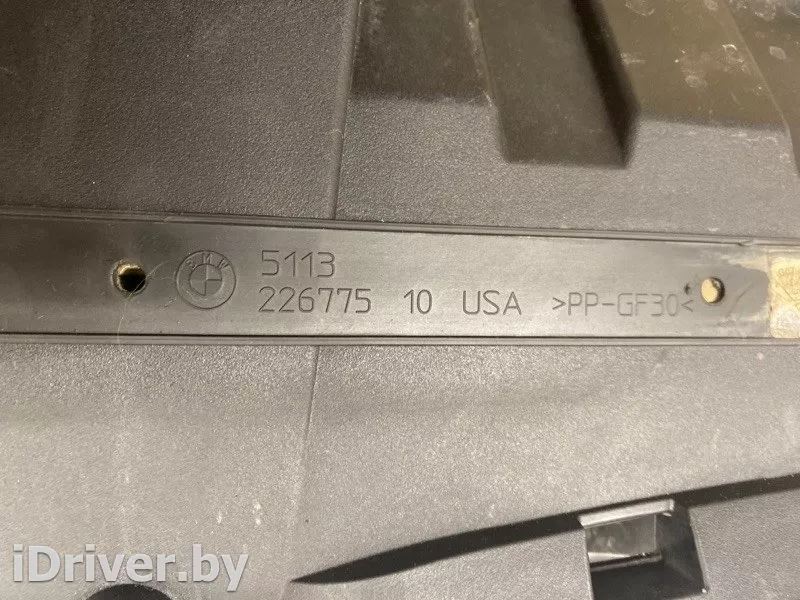 BMW
5113
226775 10 USA >PP-GF30<
iDriver.by